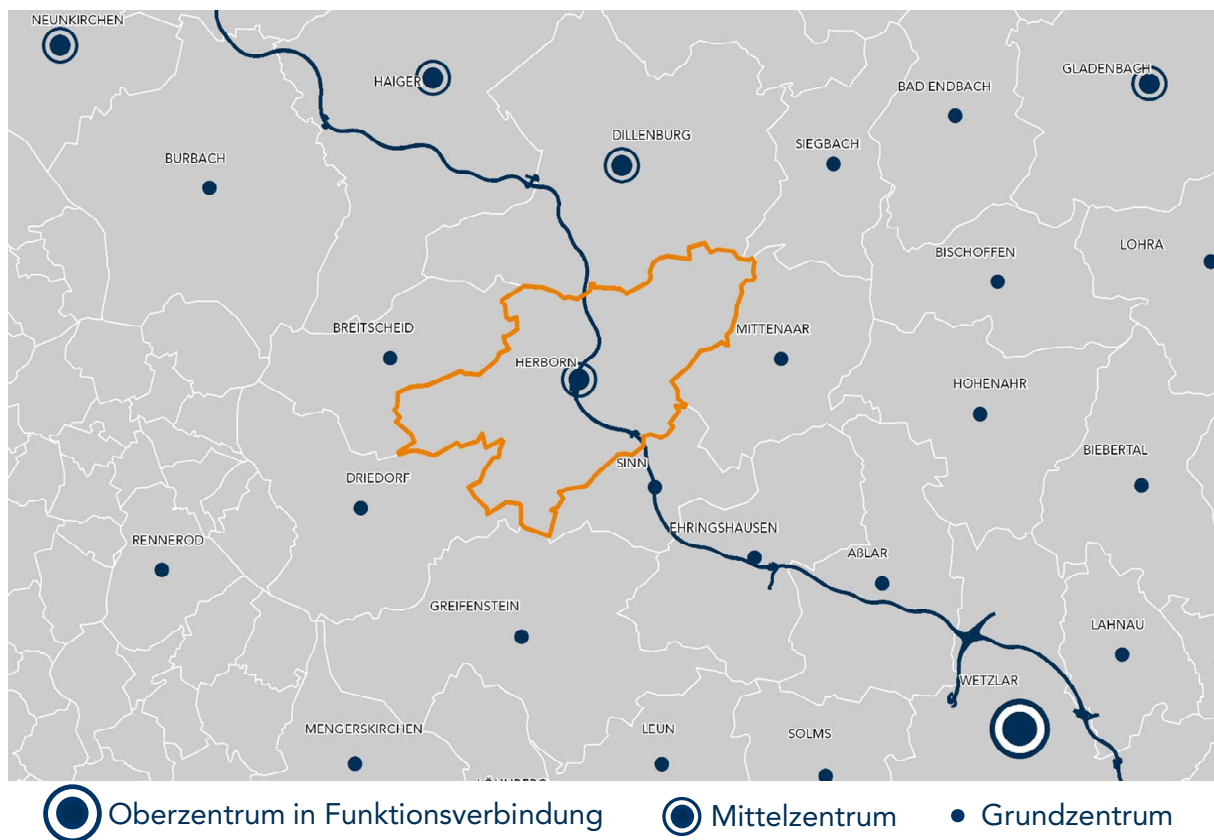 NEUNKIRCHEN
HAIGER
GLADENBACH
BAD ENDBACH
DILLENBURG
SIEGBACH
BURBACH
LOHRA
BISCHOFFEN
BREITSCHEID
MITTENAAR
HERBORN
HOHENAHR
BIEBERTAL
SINN
DRIEDORF
EHRINGSHAUSEN
RENNEROD
AßLAR
GREIFENSTEIN
LAHNAU
WETZLAR
MENGERSKIRCHEN
LEUN
SOLMS
Oberzentrum in Funktionsverbindung
Mittelzentrum
Grundzentrum